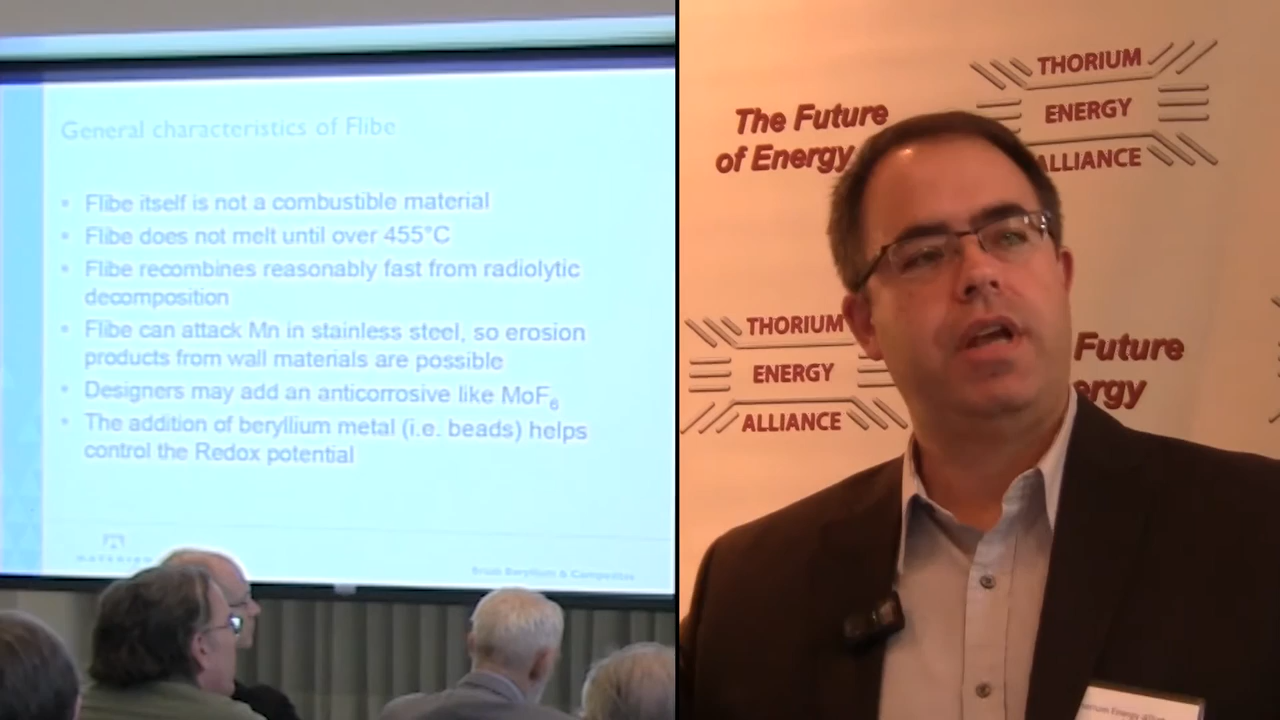 General characteristics of Flibe
• Flibe itself is not a combustible material
• Flibe does not melt until over 455°C
• Flibe recombines reasonably fast from radiolytic
decomposition
• Flibe can attack Mn in stainless steel, so erosion
products from wall materials are possible
• Designers may add an anticorrosive like MoF6
• The addition of beryllium metal (i.e. beads) helps
control the Redox potential
Brush Beryllium & Composites
The Future
of Energy
THORIUM
ENERGY
ALLIANCE
THORIUM
ENERGY
ALLIANCE
Future
ergy
Energy